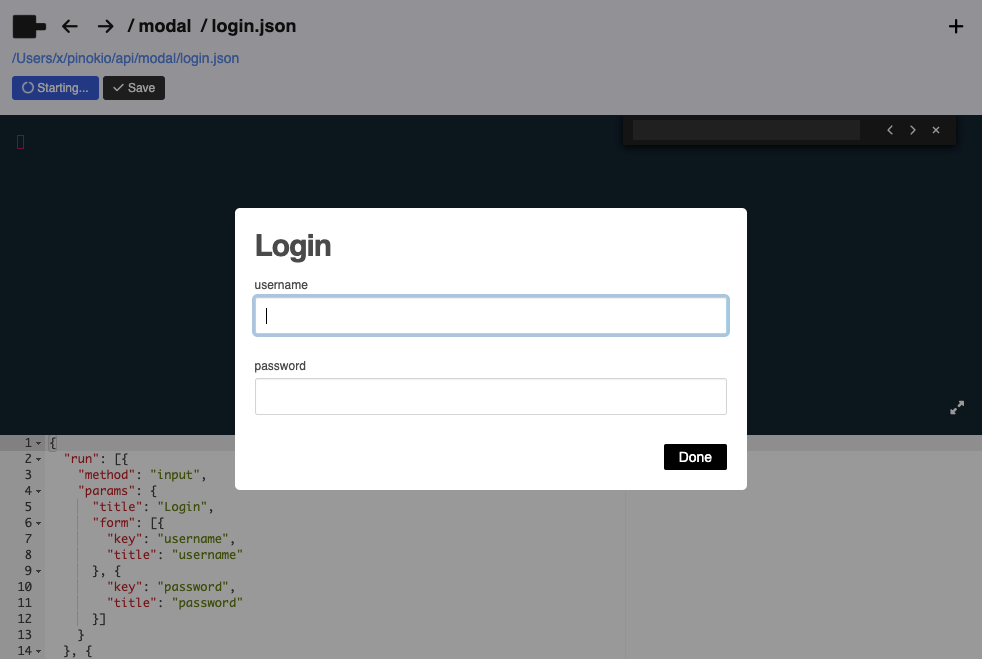 / modal / login.json
/Users/x/pinokio/api/modal/login.json
Starting... Save
Login
username
password
Done
1 {
2 "run": [{
3 "method": "input",
4 "params": {
5 "title": "Login",
6 "form": [{
7 "key": "username",
8 "title": "username"
9 }, {
10 "key": "password",
11 "title": "password"
12 }]
13 }
14 }, {